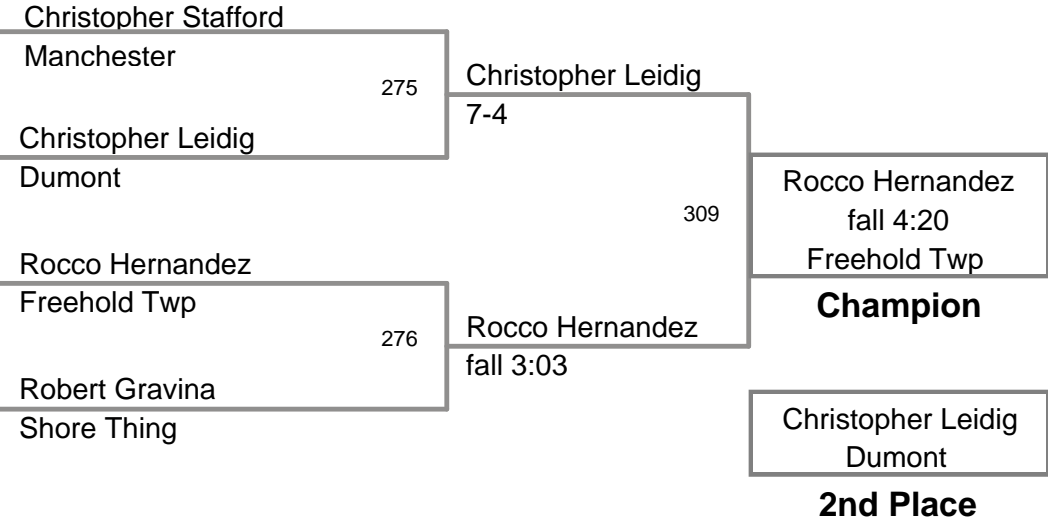 Christopher Stafford
Manchester
275
Christopher Leidig
7-4
Christopher Leidig
Dumont
Rocco Hernandez
fall 4:20
Freehold Twp
Champion
309
Rocco Hernandez
Freehold Twp
276
Rocco Hernandez
fall 3:03
Robert Gravina
Shore Thing
Christopher Leidig
Dumont
2nd Place